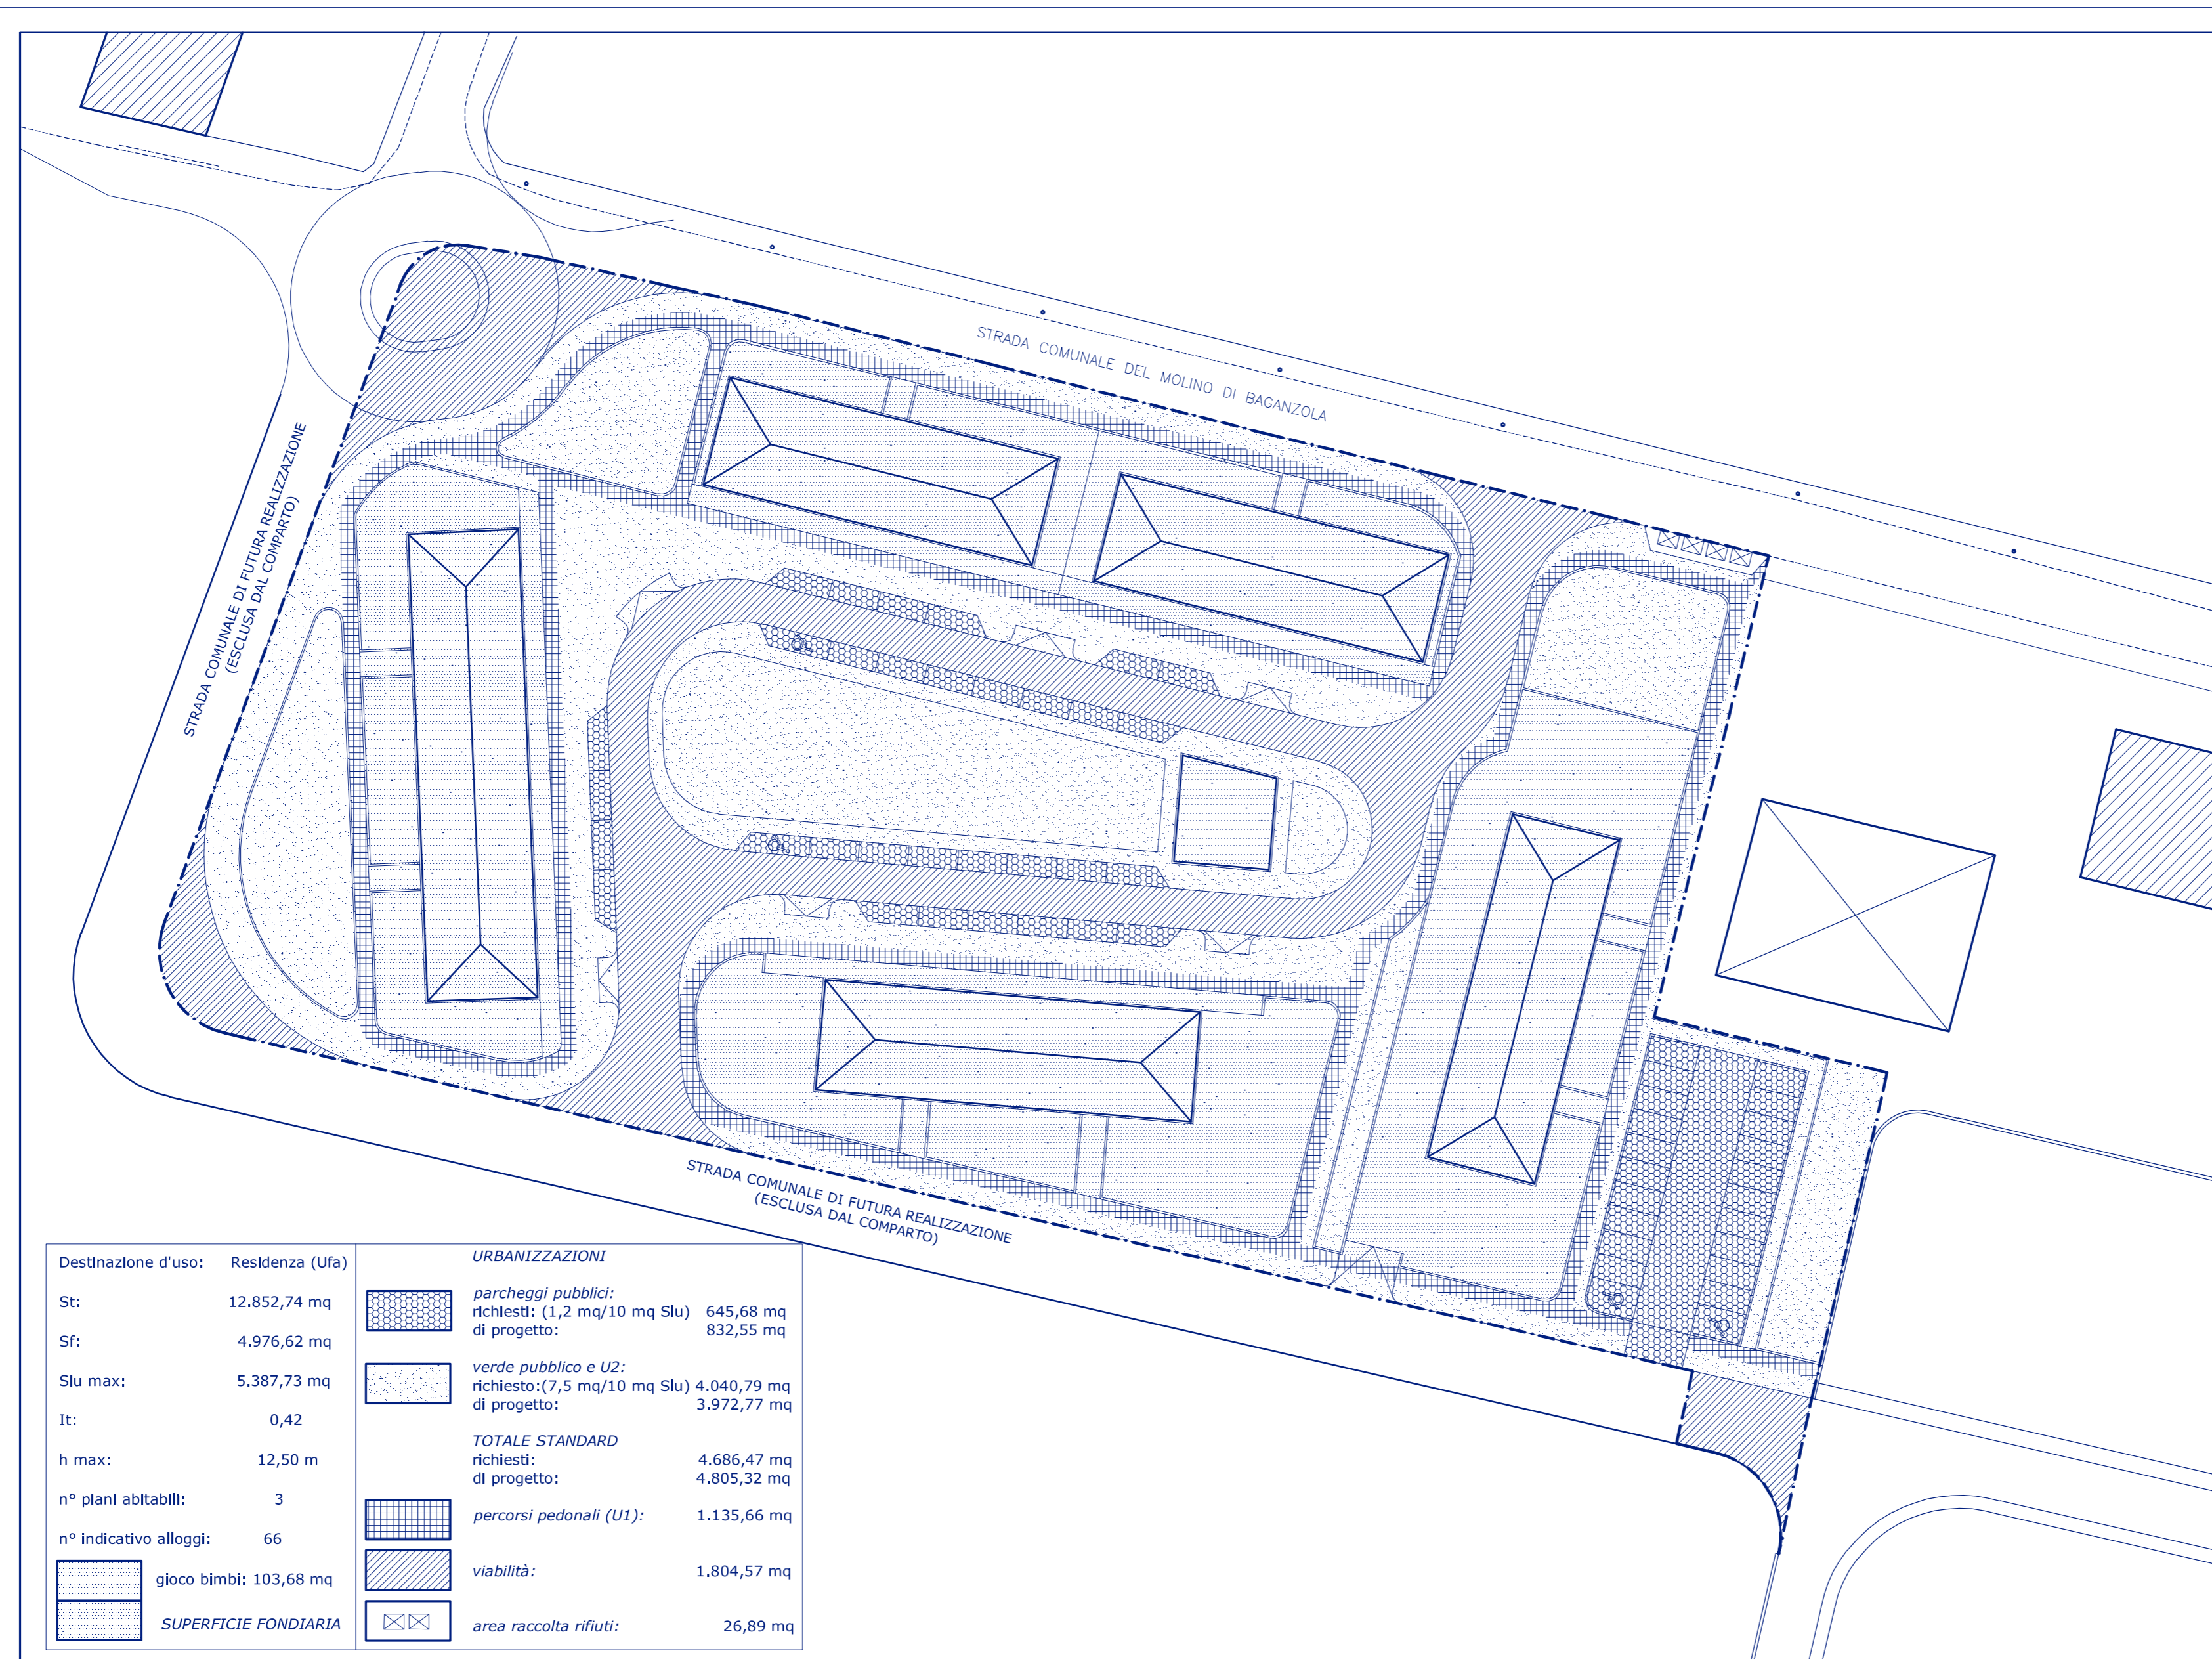 STRADA COMUNALE DEL MOLINO DI BAGANZOLA
STRADA COMUNALE DI FUTURA REALIZZAZIONE
(ESCLUSA DAL COMPARTO)
STRADA COMUNALE DI FUTURA REALIZZAZIONE
(ESCLUSA DAL COMPARTO)
Destinazione d'uso: Residenza (Ufa)
St: 12.852,74 mq
Sf: 4.976,62 mq
Slu max: 5.387,73 mq
It: 0,42
h max: 12,50 m
n° piani abitabili: 3
n° indicativo alloggi: 66
gioco bimbi: 103,68 mq
SUPERFICIE FONDIARIA
URBANIZZAZIONI
parcheggi pubblici:
richiesti: (1,2 mq/10 mq Slu) 645,68 mq
di progetto: 832,55 mq
verde pubblico e U2:
richiesto:(7,5 mq/10 mq Slu) 4.040,79 mq
di progetto: 3.972,77 mq
TOTALE STANDARD
richiesti: 4.686,47 mq
di progetto: 4.805,32 mq
percorsi pedonali (U1): 1.135,66 mq
viabilità: 1.804,57 mq
area raccolta rifiuti: 26,89 mq